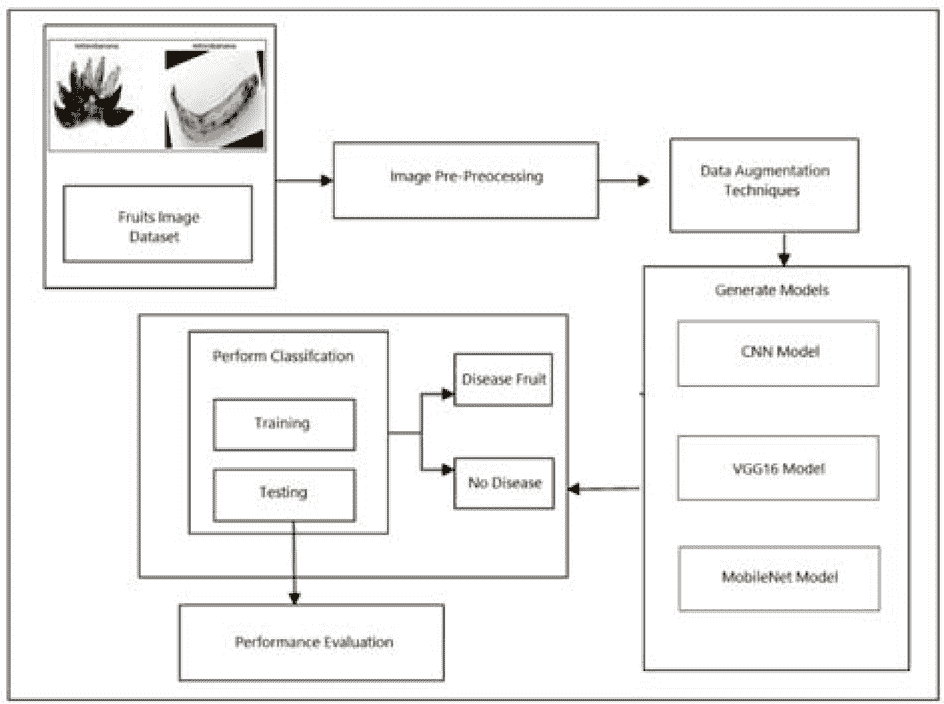 Fruits Image
Dataset
Image Pre-Preocessing
Data Augmentation
Techniques
Generate Models
CNN Model
VGG16 Model
MobileNet Model
Perform Classifcation
Training
Testing
Disease Fruit
No Disease
Performance Evaluation